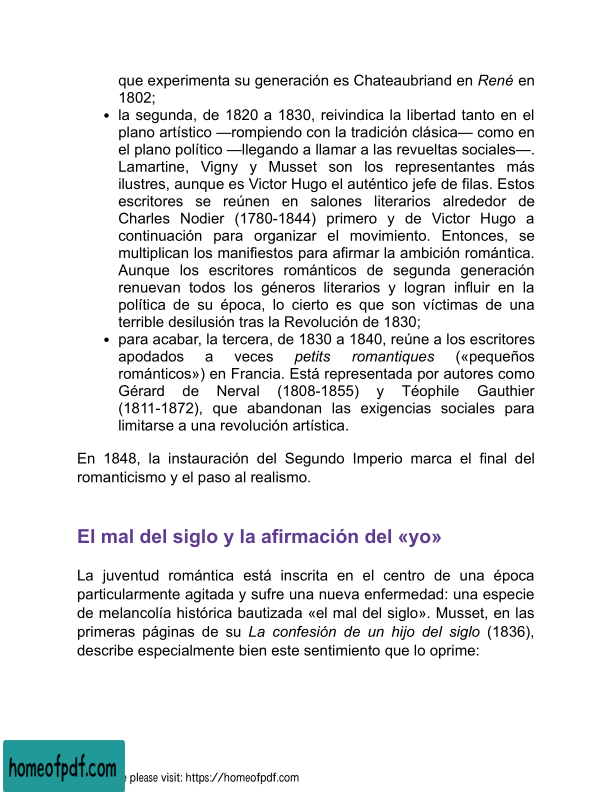 que experimenta su generación es Chateaubriand en René en
1802;
• la segunda, de 1820 a 1830, reivindica la libertad tanto en el
plano artístico —rompiendo con la tradición clásica— como en
el plano político —llegando a llamar a las revueltas sociales—.
Lamartine, Vigny y Musset son los representantes más
ilustres, aunque es Victor Hugo el auténtico jefe de filas. Estos
escritores se reúnen en salones literarios alrededor de
Charles Nodier (1780-1844) primero y de Victor Hugo a
continuación para organizar el movimiento. Entonces, se
multiplican los manifiestos para afirmar la ambición romántica.
Aunque los escritores románticos de segunda generación
renuevan todos los géneros literarios y logran influir en la
política de su época, lo cierto es que son víctimas de una
terrible desilusión tras la Revolución de 1830;
• para acabar, la tercera, de 1830 a 1840, reúne a los escritores
apodados a veces petits romantiques («pequeños
románticos») en Francia. Está representada por autores como
Gérard de Nerval (1808-1855) y Téophile Gauthier
(1811-1872), que abandonan las exigencias sociales para
limitarse a una revolución artística.
En 1848, la instauración del Segundo Imperio marca el final del
romanticismo y el paso al realismo.
El mal del siglo y la afirmación del «yo»
La juventud romántica está inscrita en el centro de una época
particularmente agitada y sufre una nueva enfermedad: una especie
de melancolía histórica bautizada «el mal del siglo». Musset, en las
primeras páginas de su La confesión de un hijo del siglo (1836),
describe especialmente bien este sentimiento que lo oprime:
homeofpdf.com
please visit: https://homeofpdf.com